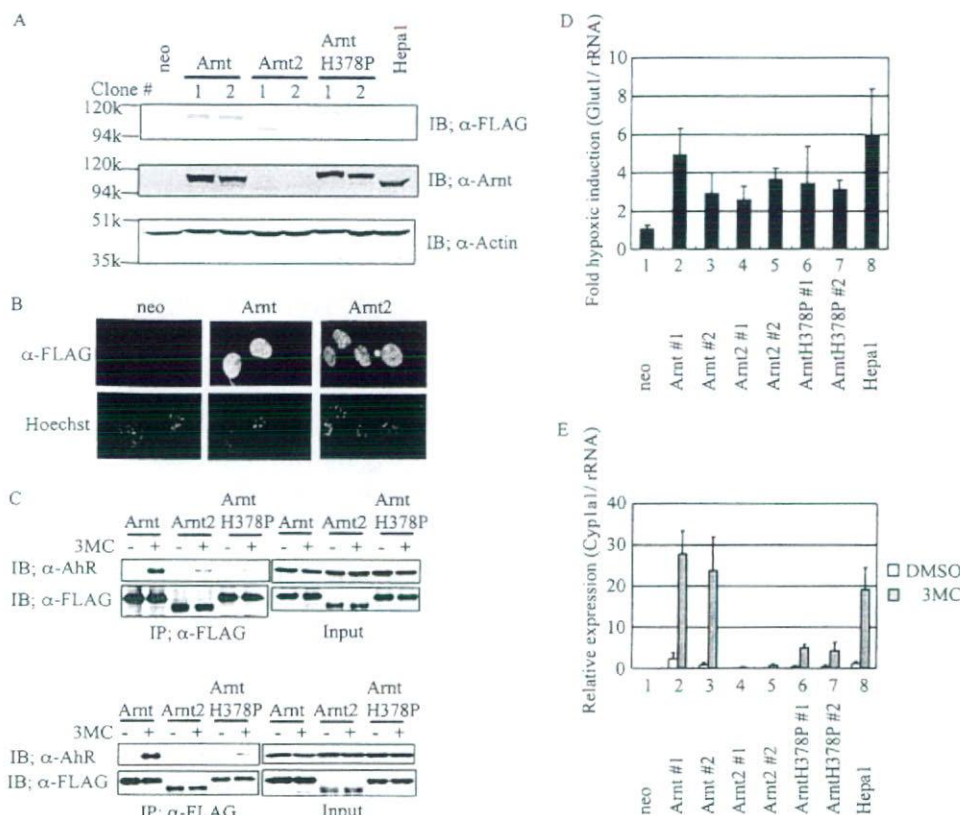 A
neo
Arnt
Arnt2
Arnt
H378P
Hepa1
Clone #
1 2 1 2 1 2
120k
94k
IB; α-FLAG
120k
94k
IB; α-Arnt
51k
35k
IB; α-Actin
B
neo Arnt Arnt2
α-FLAG
Hoechst
C
Arnt Arnt2 Arnt H378P Arnt Arnt2 Arnt H378P
3MC - + - + - + - + - + - +
IB; α-AhR
IB; α-FLAG
IP; α-FLAG Input
Arnt Arnt2 Arnt H378P Arnt Arnt2 Arnt H378P
3MC - + - + - + - + - + - +
IB; α-AhR
IB; α-FLAG
IP; α-FLAG Input
D
Fold hypoxic induction (Glut1/ rRNA)
10
8
6
4
2
0
1 2 3 4 5 6 7 8
neo
Arnt #1
Arnt #2
Arnt2 #1
Arnt2 #2
ArntH378P #1
ArntH378P #2
Hepa1
E
Relative expression (Cyp1a1/ rRNA)
40
30
20
10
0
DMSO
3MC
1 2 3 4 5 6 7 8
neo
Arnt #1
Arnt #2
Arnt2 #1
Arnt2 #2
ArntH378P #1
ArntH378P #2
Hepa1